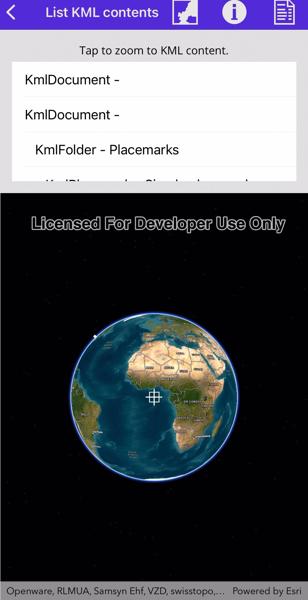 List KML contents
Tap to zoom to KML content.
KmlDocument -
KmlDocument -
KmlFolder - Placemarks
Licensed For Developer Use Only
Openware, RLMUA, Samsyn Ehf, VZD, swisstopo,... Powered by Esri